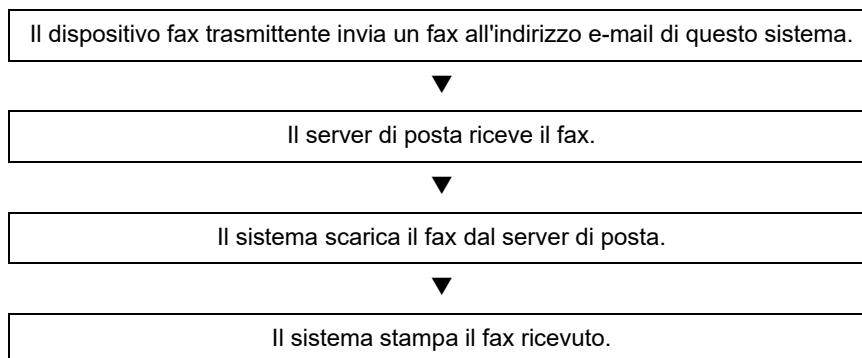 Il dispositivo fax trasmittente invia un fax all'indirizzo e-mail di questo sistema.
Il server di posta riceve il fax.
Il sistema scarica il fax dal server di posta.
Il sistema stampa il fax ricevuto.